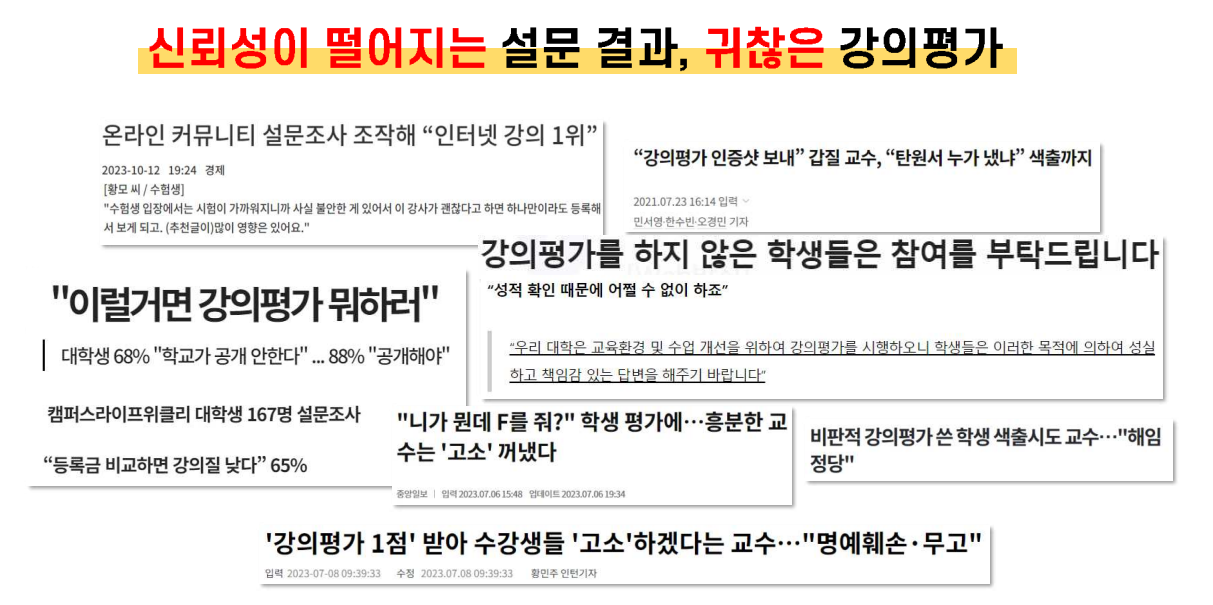 신뢰성이 떨어지는 설문 결과, 귀찮은 강의평가
온라인 커뮤니티 설문조사 조작해 “인터넷 강의 1위”
2023-10-12 19:24 경제
[황모 씨 / 수험생]
"수험생 입장에서는 시험이 가까워지니까 사실 불안한 게 있어서 이 강사가 괜찮다고 하면 하나만이라도 등록해
서 보게 되고. (추천글이)많이 영향은 있어요."
“강의평가 인증샷 보내” 갑질 교수, “탄원서 누가 냈냐” 색출까지
2021.07.23 16:14 입력
민서영·한수빈·오경민 기자
강의평가를 하지 않은 학생들은 참여를 부탁드립니다
“성적 확인 때문에 어쩔 수 없이 하죠”
“우리 대학은 교육환경 및 수업 개선을 위하여 강의평가를 시행하오니 학생들은 이러한 목적에 의하여 성실
하고 책임감 있는 답변을 해주기 바랍니다”
"이럴거면 강의평가 뭐하러"
대학생 68% "학교가 공개 안한다" ... 88% "공개해야"
캠퍼스라이프위클리 대학생 167명 설문조사
“등록금 비교하면 강의질 낮다” 65%
"니가 뭔데 F를 줘?" 학생 평가에…흥분한 교
수는 '고소' 꺼냈다
중앙일보 | 입력 2023.07.06 15:48 업데이트 2023.07.06 19:34
비판적 강의평가 쓴 학생 색출시도 교수…"해임
정당"
'강의평가 1점' 받아 수강생들 '고소'하겠다는 교수…"명예훼손·무고"
입력 2023-07-08 09:39:33 수정 2023.07.08 09:39:33 황민주 인턴기자